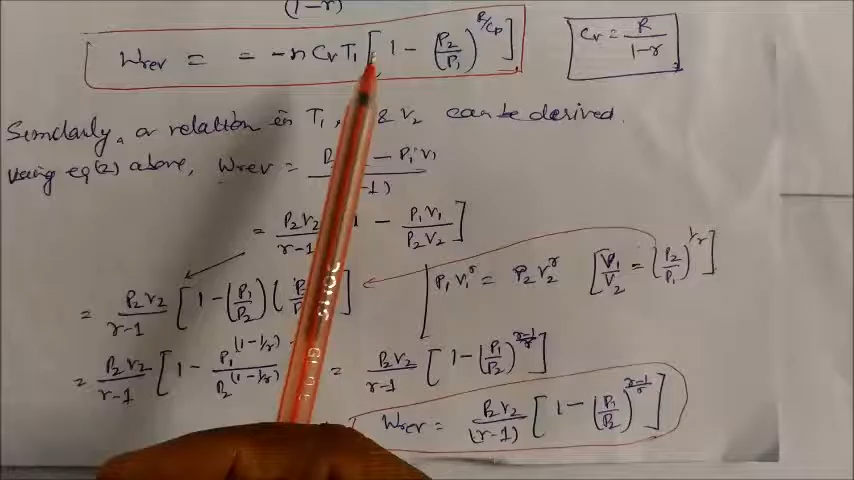 (1-r)
Wrev = = -n Cv T1 [ 1 - (P2/P1)^R/Cp ]
Cv = R/1-r
Similarly, a relation in T1, & V2 can be derived.
Using eq(2) above, Wrev = - P1V1 / -1)
= P2V2/r-1 - P1V1/P2V2 ]
= P2V2/r-1 [ 1 - (P1/P2) ( ]
P1V1^r = P2V2^r [ V1/V2 = (P2/P1)^1/r ]
= P2V2/r-1 [ 1 - P1^(1-1/r) / P2^(1-1/r) = P2V2/r-1 [ 1 - (P1/P2)^r-1/r ]
Wrev = P2V2/(r-1) [ 1 - (P1/P2)^r-1/r ]